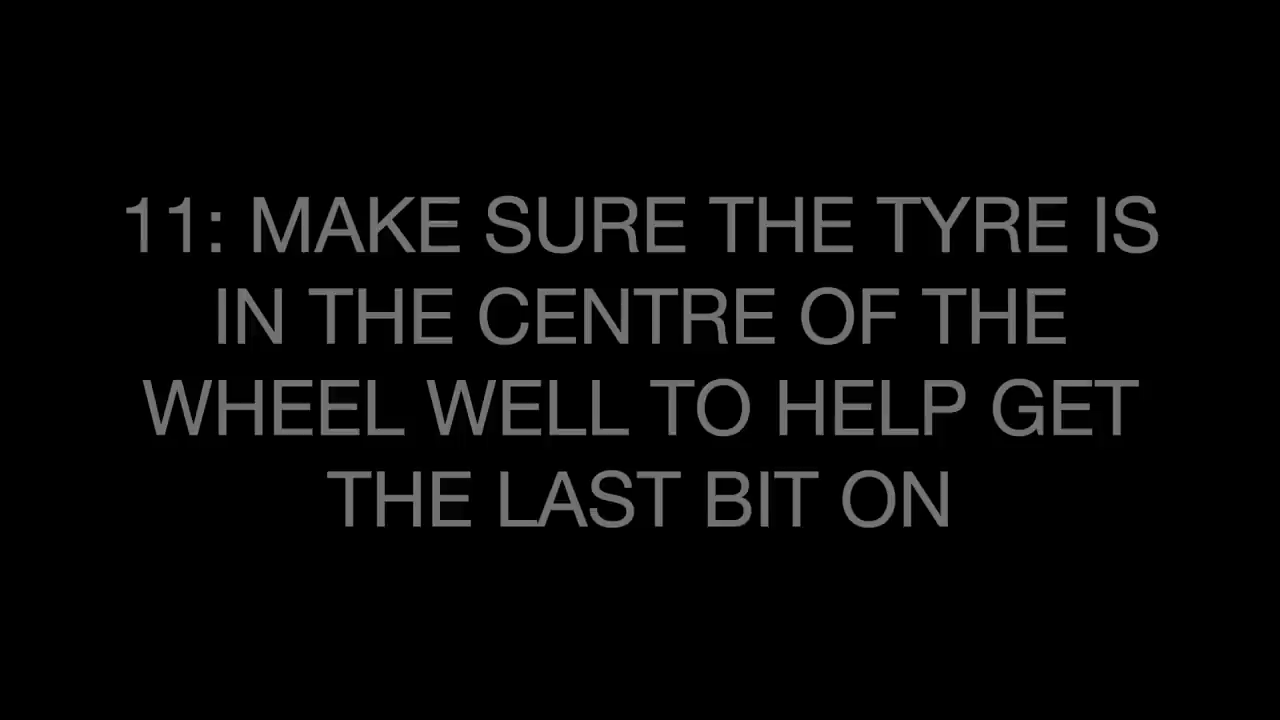 11: MAKE SURE THE TYRE IS
IN THE CENTRE OF THE
WHEEL WELL TO HELP GET
THE LAST BIT ON